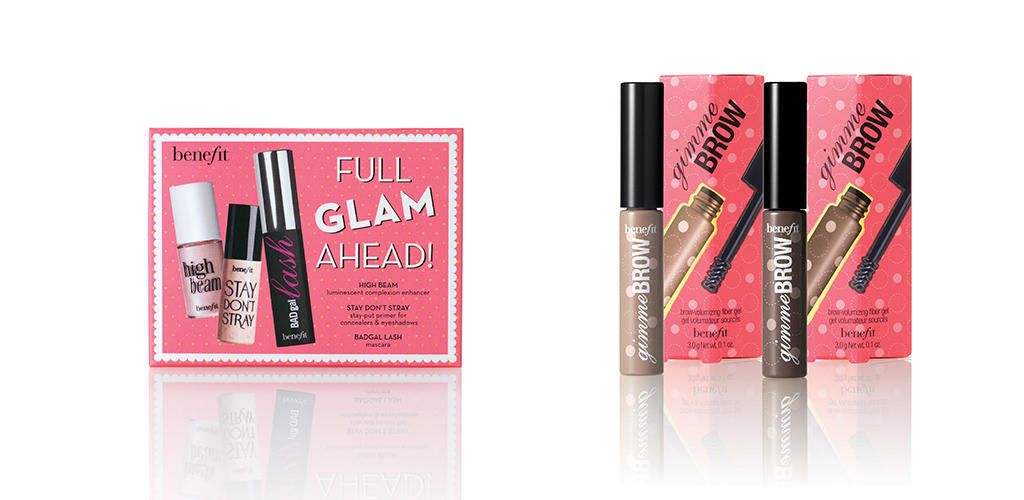 benefit
FULL
GLAM
AHEAD!
high
beam
benefit
benefit
STAY
DON'T
STRAY
BADgal lash
benefit
HIGH BEAM
luminescent complexion enhancer
STAY DON'T STRAY
stay-put primer for
concealers & eyeshadows
BADGAL LASH
mascara
benefit
gimme BROW
gimme
BROW
brow-volumizing fiber gel
gel volumateur sourcils
benefit
3.0 g Net wt. 0.1 oz.
benefit
gimme BROW
gimme
BROW
brow-volumizing fiber gel
gel volumateur sourcils
benefit
3.0 g Net wt. 0.1 oz.